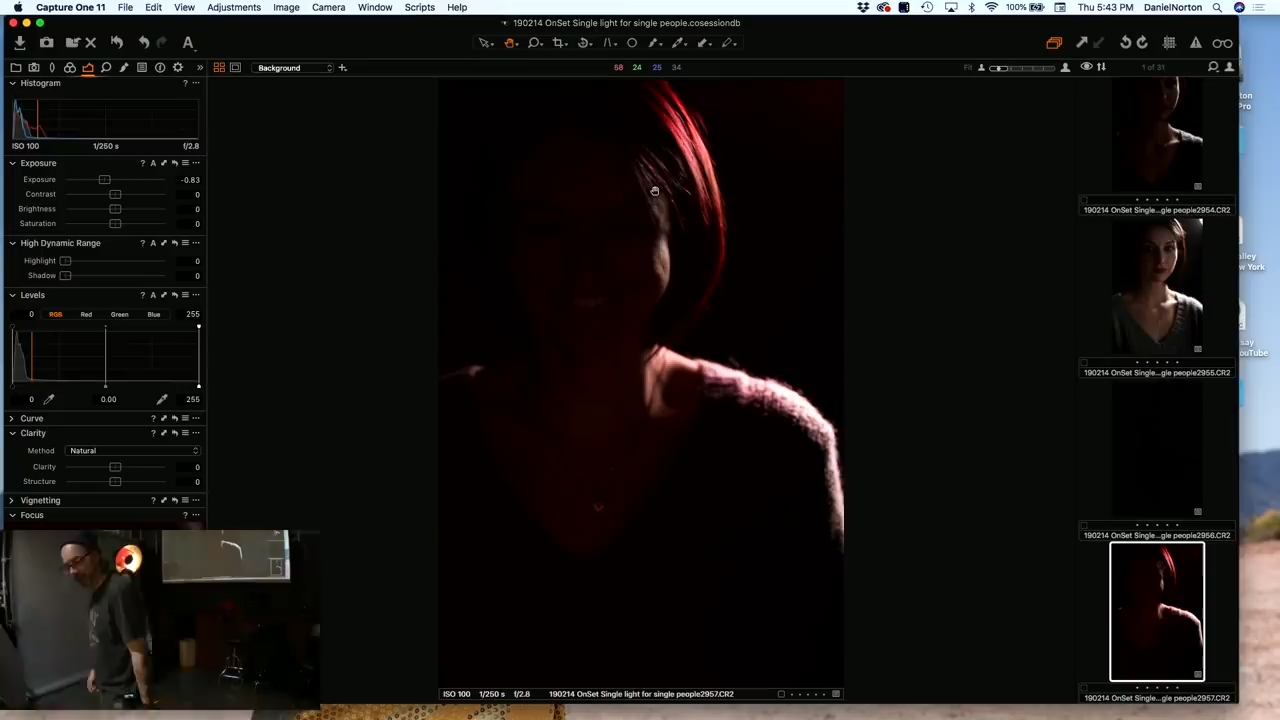 Capture One 11 File Edit View Adjustments Image Camera Window Scripts Help 100% Thu 5:43 PM DanielNorton
190214 OnSet Single light for single people.cosessiondb
Background 58 24 25 34 Fit 1 of 31
Histogram ?
ISO 100 1/250 s f/2.8
Exposure ? A
Exposure -0.83
Contrast 0
Brightness 0
Saturation 0
High Dynamic Range ? A
Highlight 0
Shadow 0
Levels ? A
0 RGB Red Green Blue 255
0 0.00 255
Curve ?
Clarity ?
Method Natural
Clarity 0
Structure 0
Vignetting ?
Focus ?
ISO 100 1/250 s f/2.8 190214 OnSet Single light for single people2957.CR2
190214 OnSet Single...gle people2954.CR2
190214 OnSet Single...gle people2955.CR2
190214 OnSet Single...gle people2956.CR2
190214 OnSet Single...gle people2957.CR2